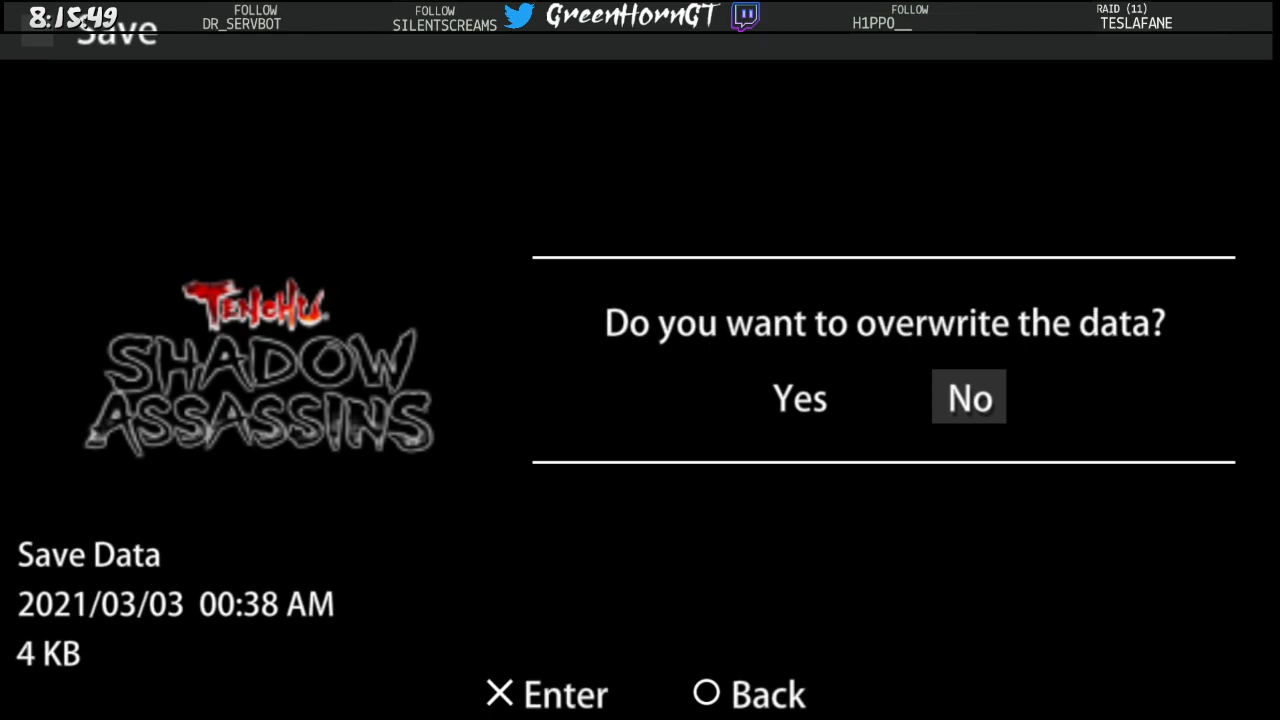 8:15:49
FOLLOW
DR_SERVBOT
FOLLOW
SILENTSCREAMS
GreenHornGT
FOLLOW
H1PPO__
RAID (11)
TESLAFANE
Save
TENCHU
SHADOW
ASSASSINS
Do you want to overwrite the data?
Yes No
Save Data
2021/03/03 00:38 AM
4 KB
Enter Back